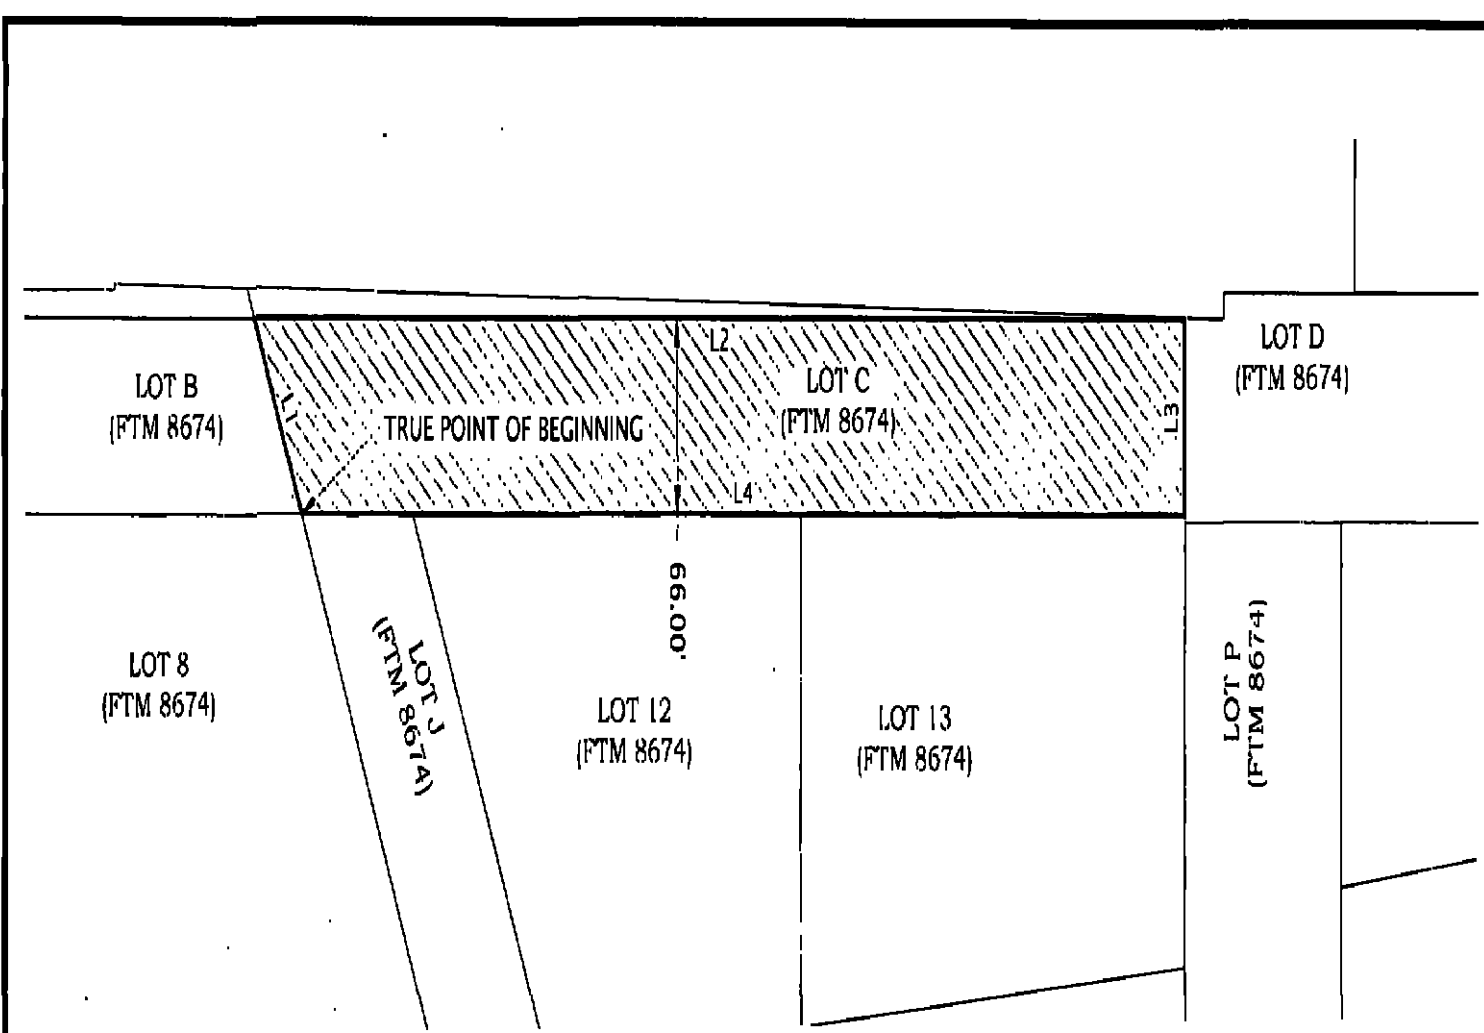 LOT B
(FTM 8674)
L1
TRUE POINT OF BEGINNING
L2
LOT C
(FTM 8674)
L3
LOT D
(FTM 8674)
L4
66.00'
LOT 8
(FTM 8674)
LOT J
(FTM 8674)
LOT 12
(FTM 8674)
LOT 13
(FTM 8674)
LOT P
(FTM 8674)